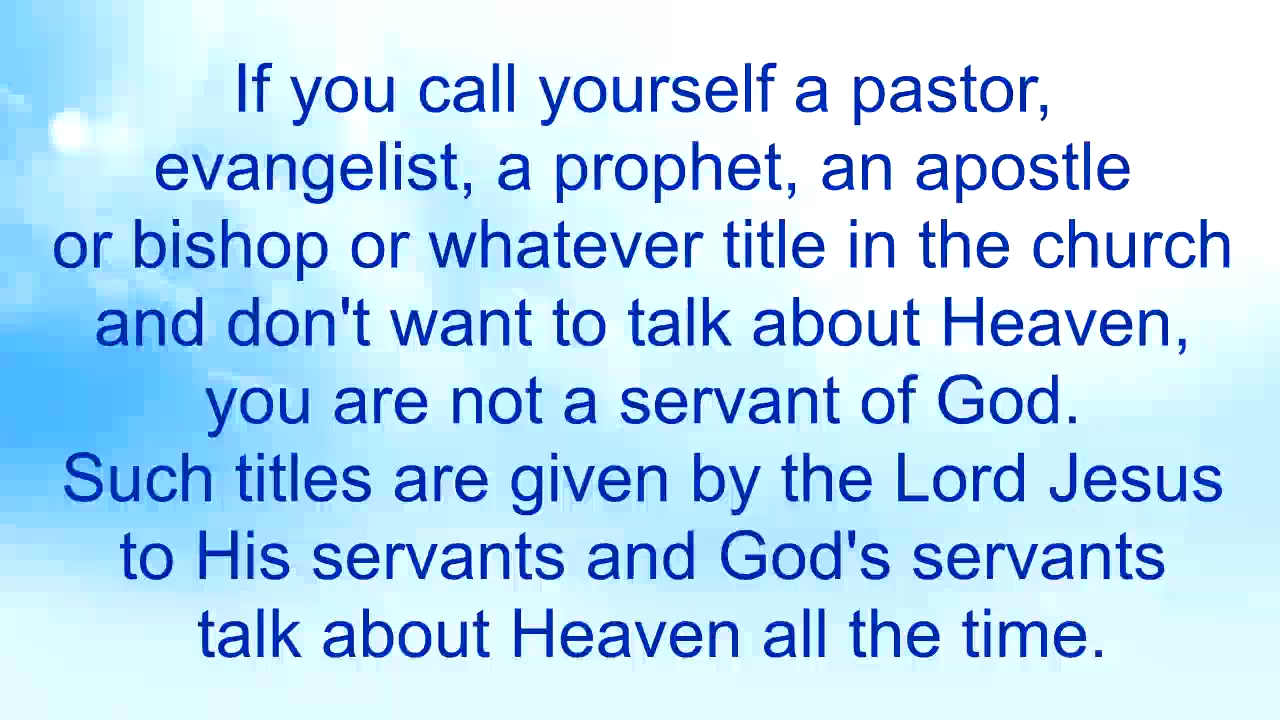 If you call yourself a pastor,
evangelist, a prophet, an apostle
or bishop or whatever title in the church
and don't want to talk about Heaven,
you are not a servant of God.
Such titles are given by the Lord Jesus
to His servants and God's servants
talk about Heaven all the time.